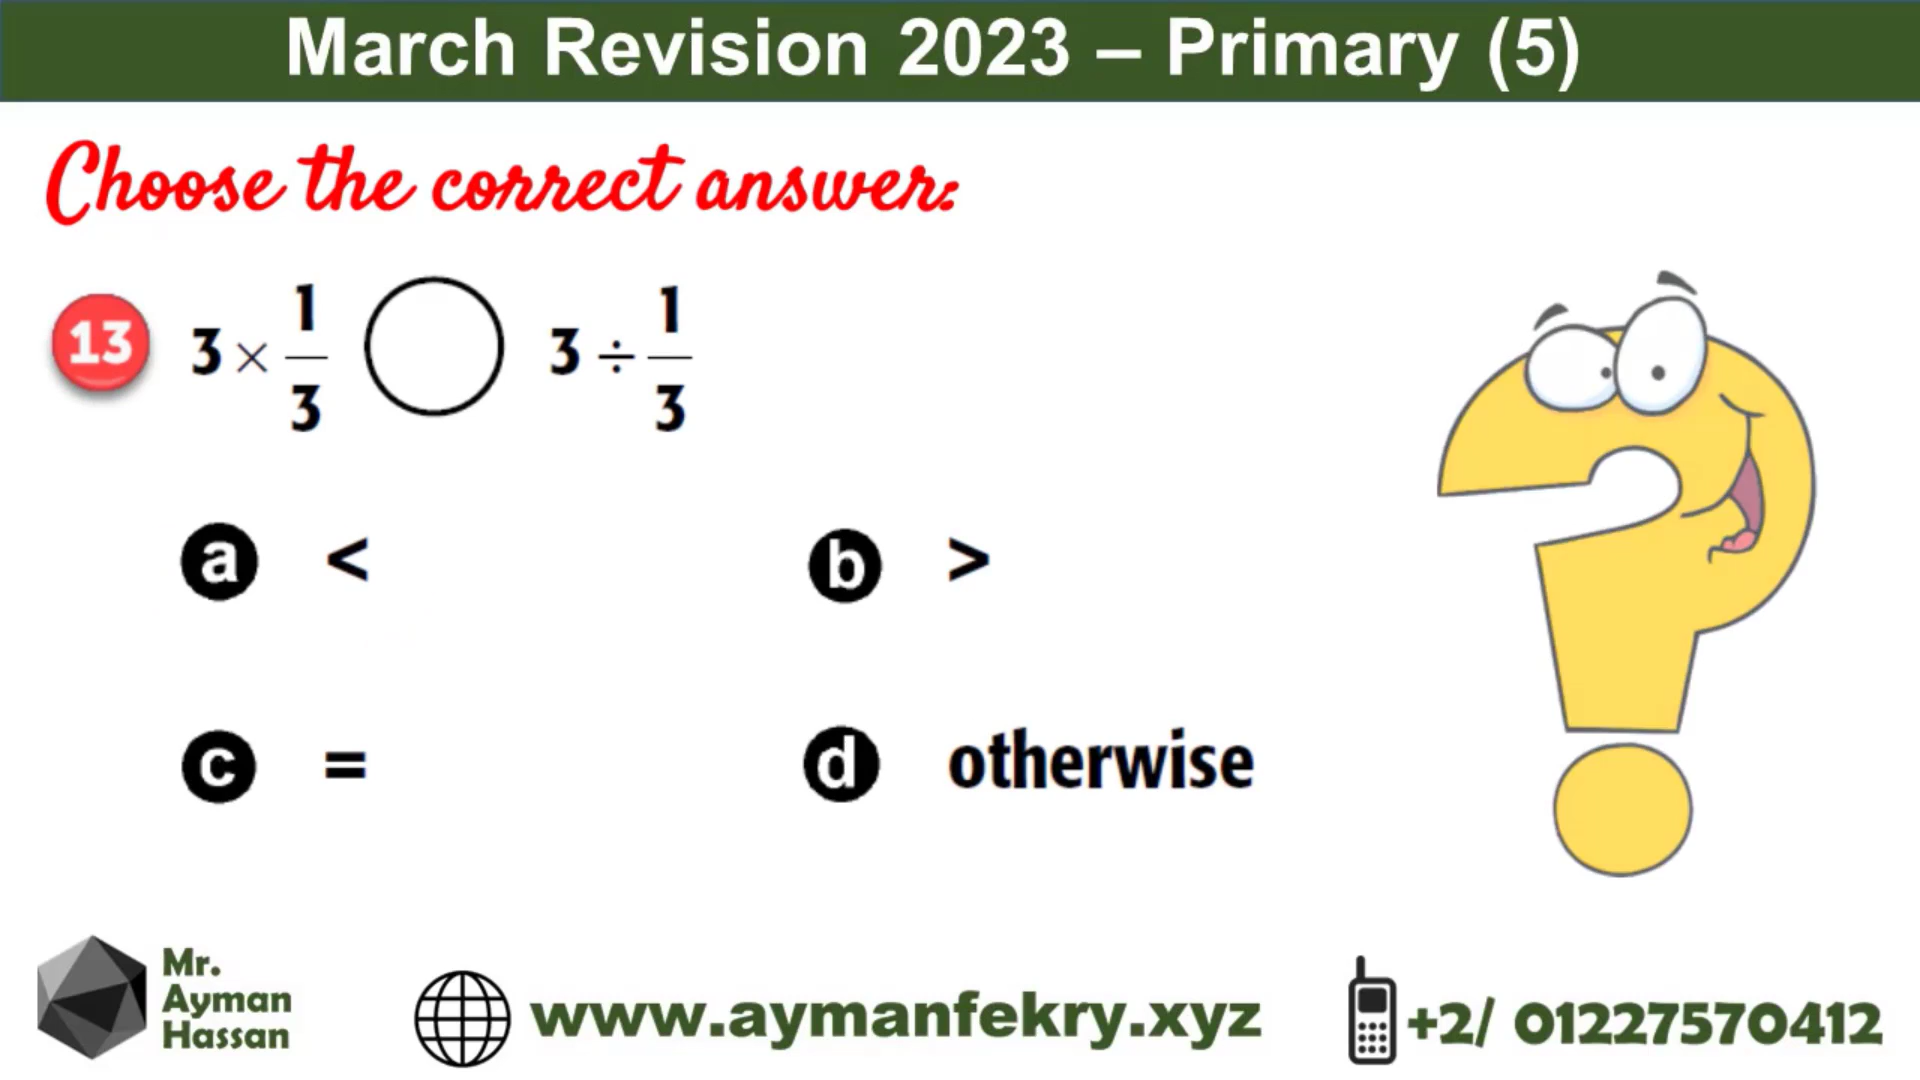 March Revision 2023 – Primary (5)
Choose the correct answer:
13 3 × 1/3 ◯ 3 ÷ 1/3
a < b >
c = d otherwise
Mr.
Ayman
Hassan
www.aymanfekry.xyz
+2/ 01227570412